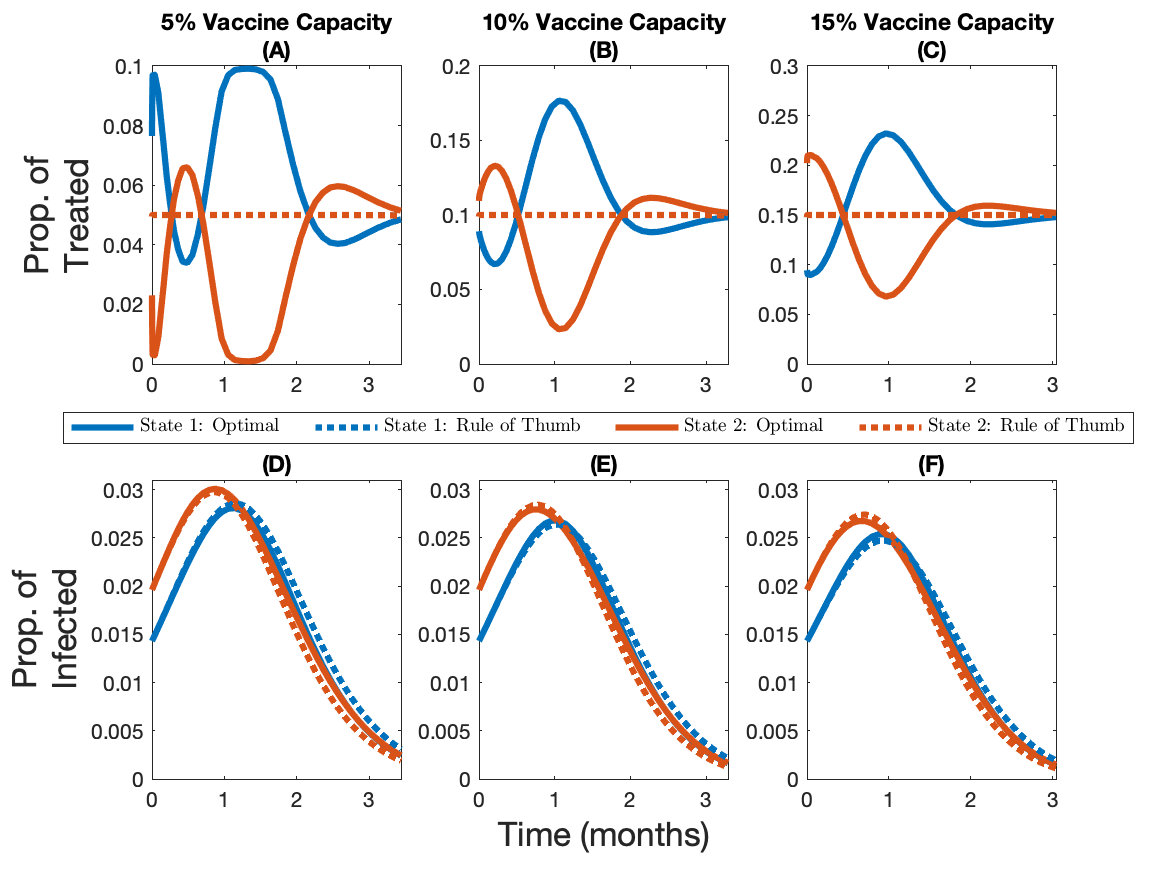 5% Vaccine Capacity
(A)
10% Vaccine Capacity
(B)
15% Vaccine Capacity
(C)
Prop. of
Treated
0.1
0.08
0.06
0.04
0.02
0
0 1 2 3
0.2
0.15
0.1
0.05
0
0 1 2 3
0.3
0.25
0.2
0.15
0.1
0.05
0
0 1 2 3
State 1: Optimal State 1: Rule of Thumb State 2: Optimal State 2: Rule of Thumb
(D)
(E)
(F)
Prop. of
Infected
0.03
0.025
0.02
0.015
0.01
0.005
0
0 1 2 3
0.03
0.025
0.02
0.015
0.01
0.005
0
0 1 2 3
0.03
0.025
0.02
0.015
0.01
0.005
0
0 1 2 3
Time (months)